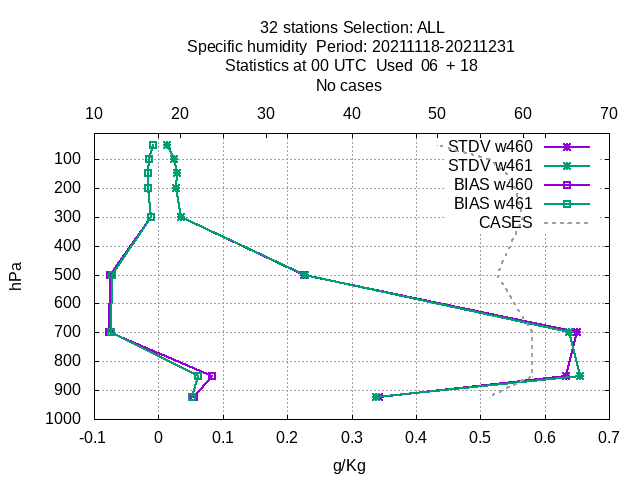 32 stations Selection: ALL
Specific humidity  Period: 20211118-20211231
Statistics at 00 UTC  Used  06  + 18
No cases
10 20 30 40 50 60 70
STDV w460
STDV w461
BIAS w460
BIAS w461
CASES
100
200
300
400
500
600
700
800
900
1000
hPa
-0.1 0 0.1 0.2 0.3 0.4 0.5 0.6 0.7
g/Kg